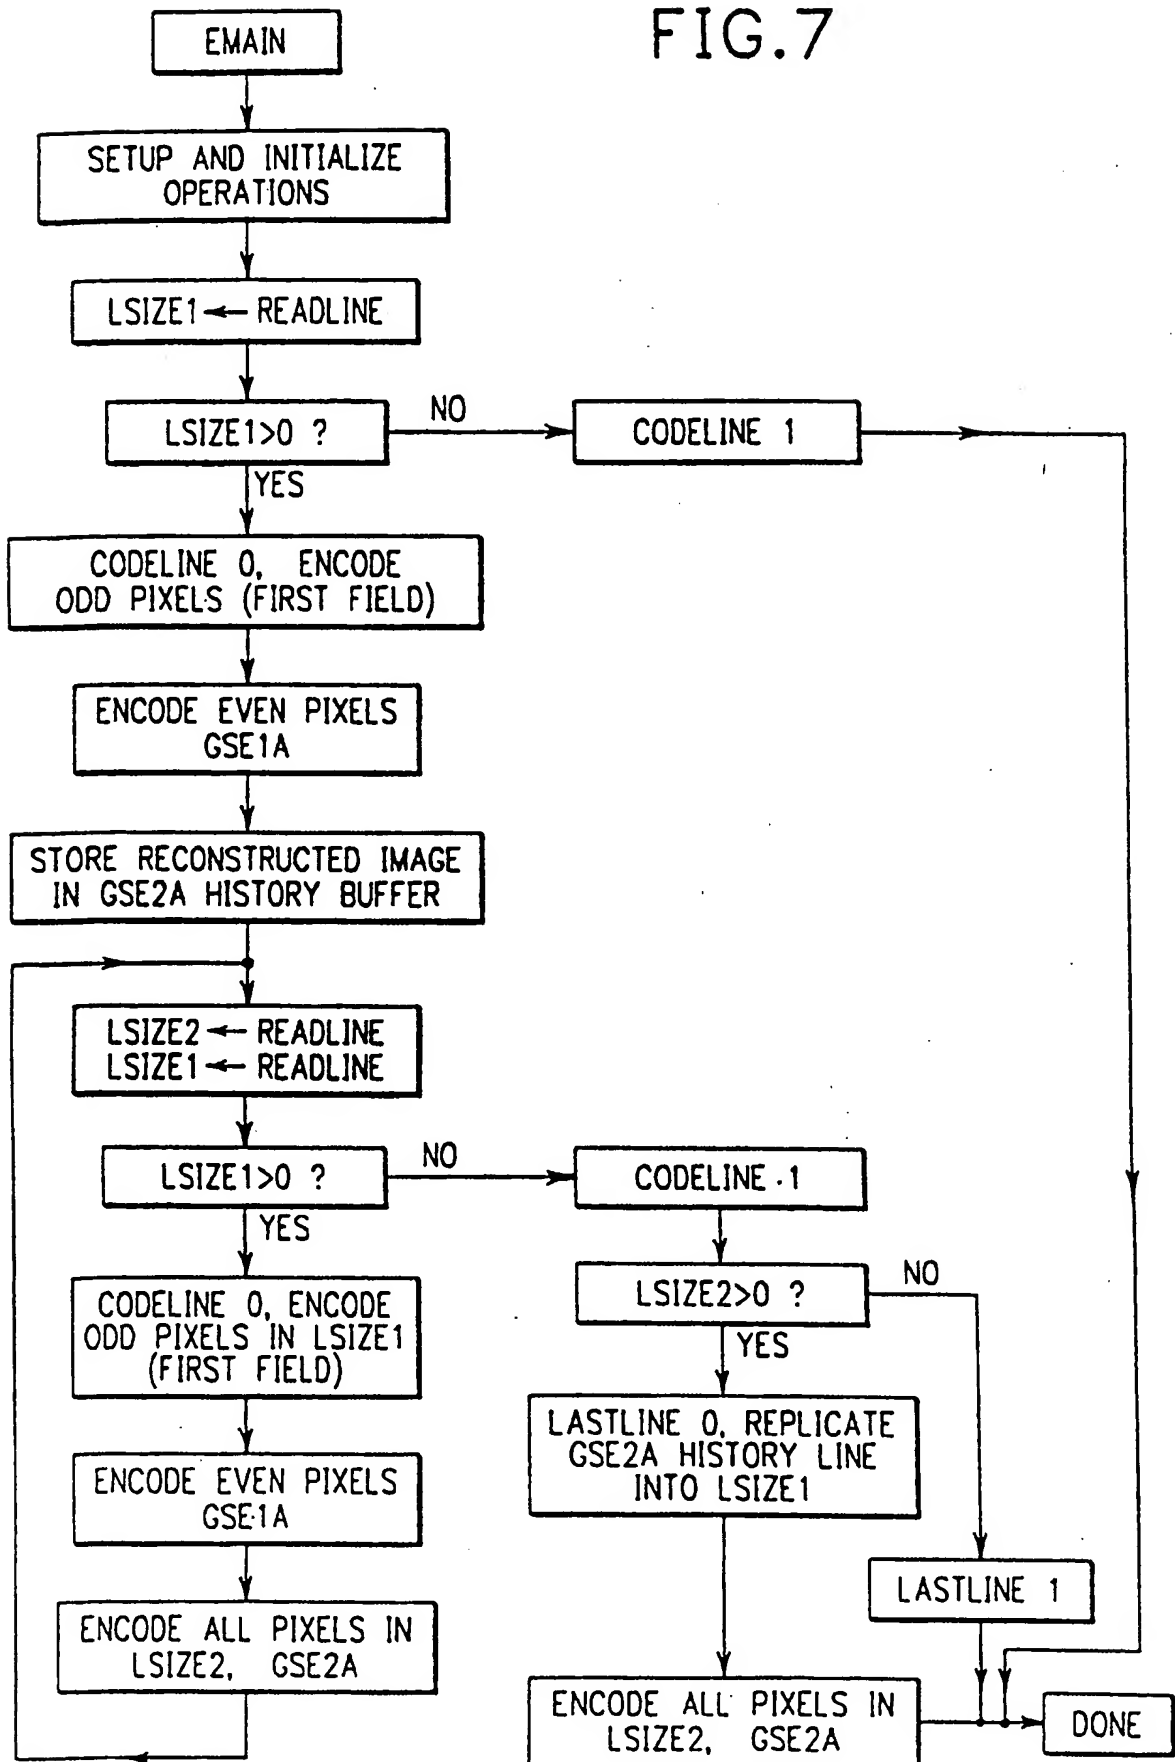 FIG.7
EMAIN
SETUP AND INITIALIZE
OPERATIONS
LSIZE1 ← READLINE
LSIZE1>0 ?
NO
CODELINE 1
YES
CODELINE 0, ENCODE
ODD PIXELS (FIRST FIELD)
ENCODE EVEN PIXELS
GSE1A
STORE RECONSTRUCTED IMAGE
IN GSE2A HISTORY BUFFER
LSIZE2 ← READLINE
LSIZE1 ← READLINE
LSIZE1>0 ?
NO
CODELINE 1
YES
LSIZE2>0 ?
NO
YES
CODELINE 0, ENCODE
ODD PIXELS IN LSIZE1
(FIRST FIELD)
LASTLINE 0, REPLICATE
GSE2A HISTORY LINE
INTO LSIZE1
ENCODE EVEN PIXELS
GSE1A
LASTLINE 1
ENCODE ALL PIXELS IN
LSIZE2, GSE2A
ENCODE ALL PIXELS IN
LSIZE2, GSE2A
DONE